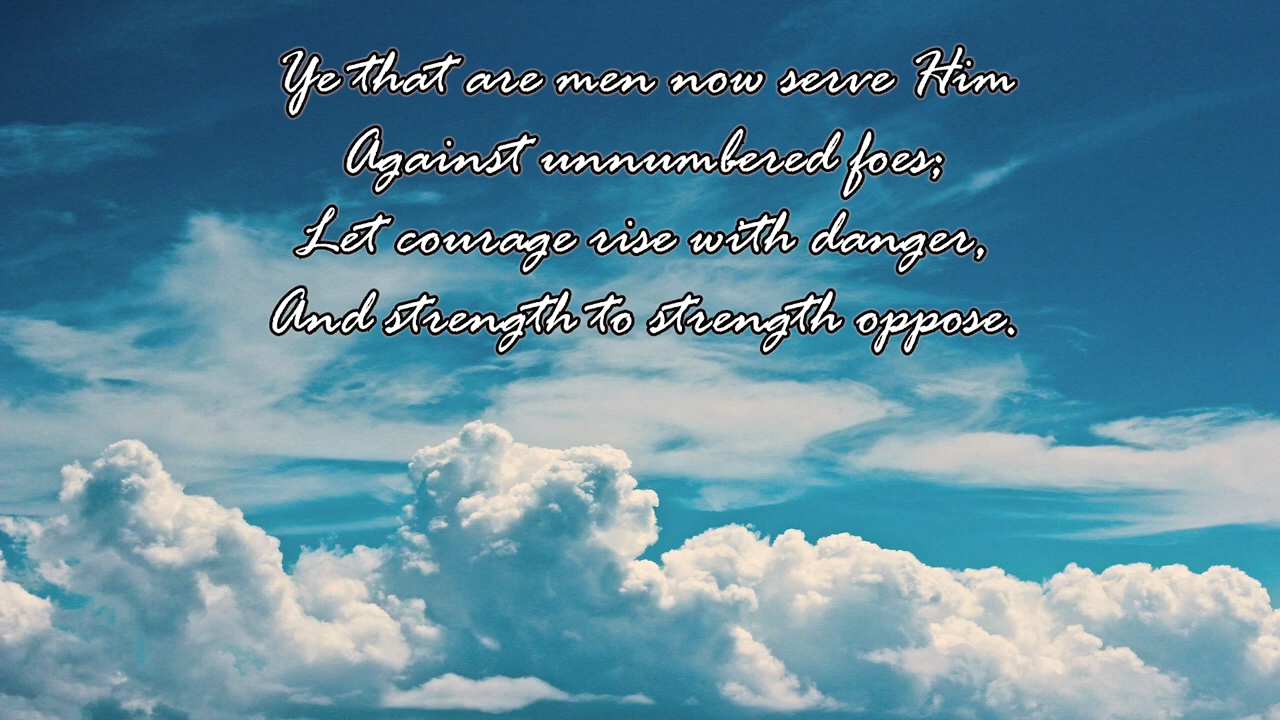 Ye that are men now serve Him
Against unnumbered foes;
Let courage rise with danger,
And strength to strength oppose.